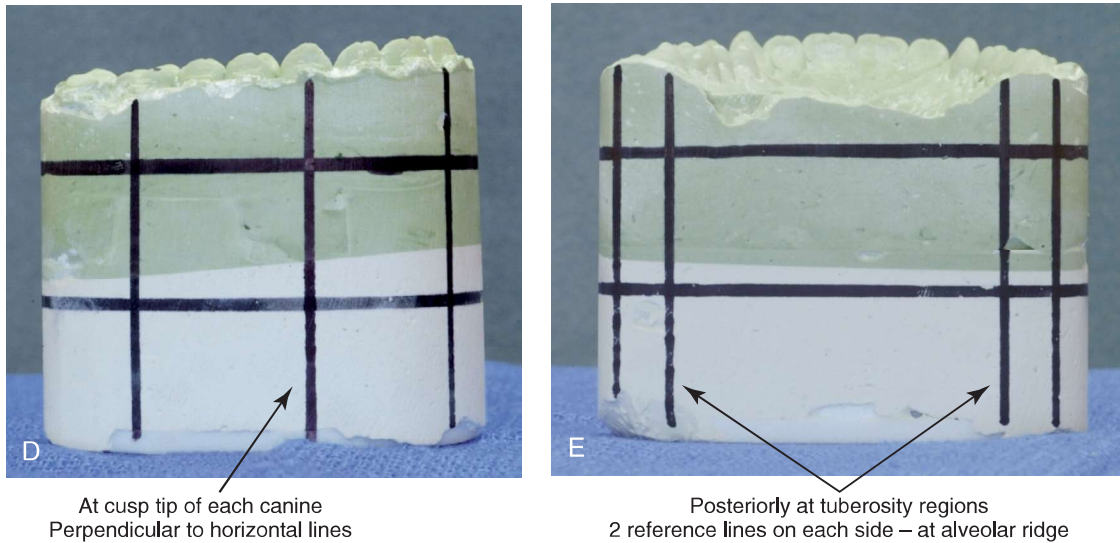 D
E
At cusp tip of each canine
Perpendicular to horizontal lines
Posteriorly at tuberosity regions
2 reference lines on each side – at alveolar ridge